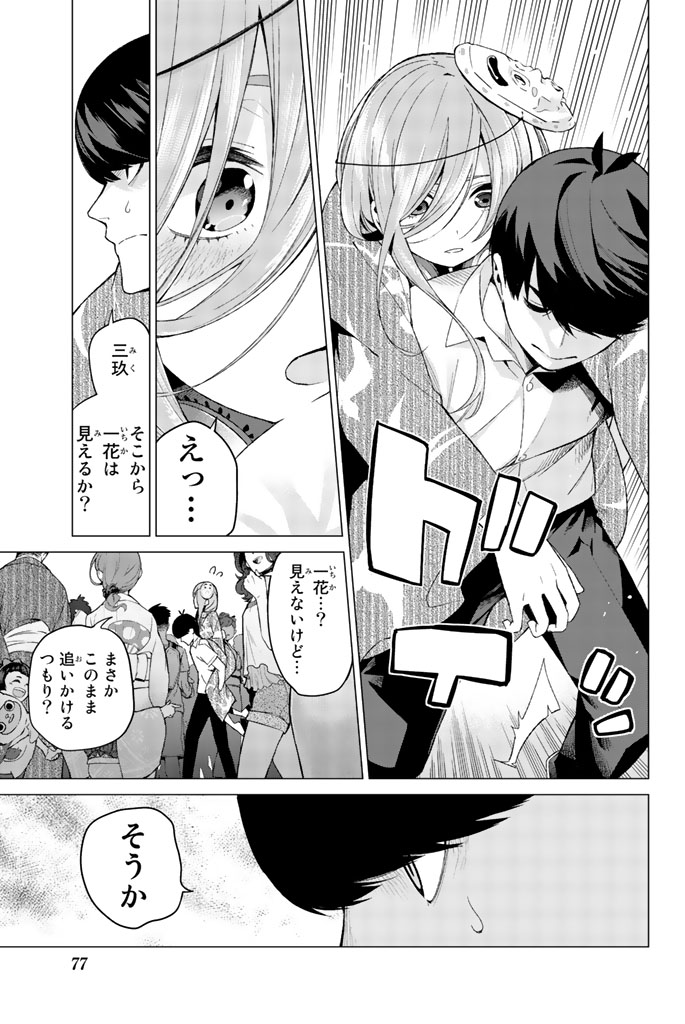 ガバッ
えっ…
三玖
そこから
一花は
見えるか?
一花…?
見えないけど…
まさか
このまま
追いかける
つもり?
そうか
77